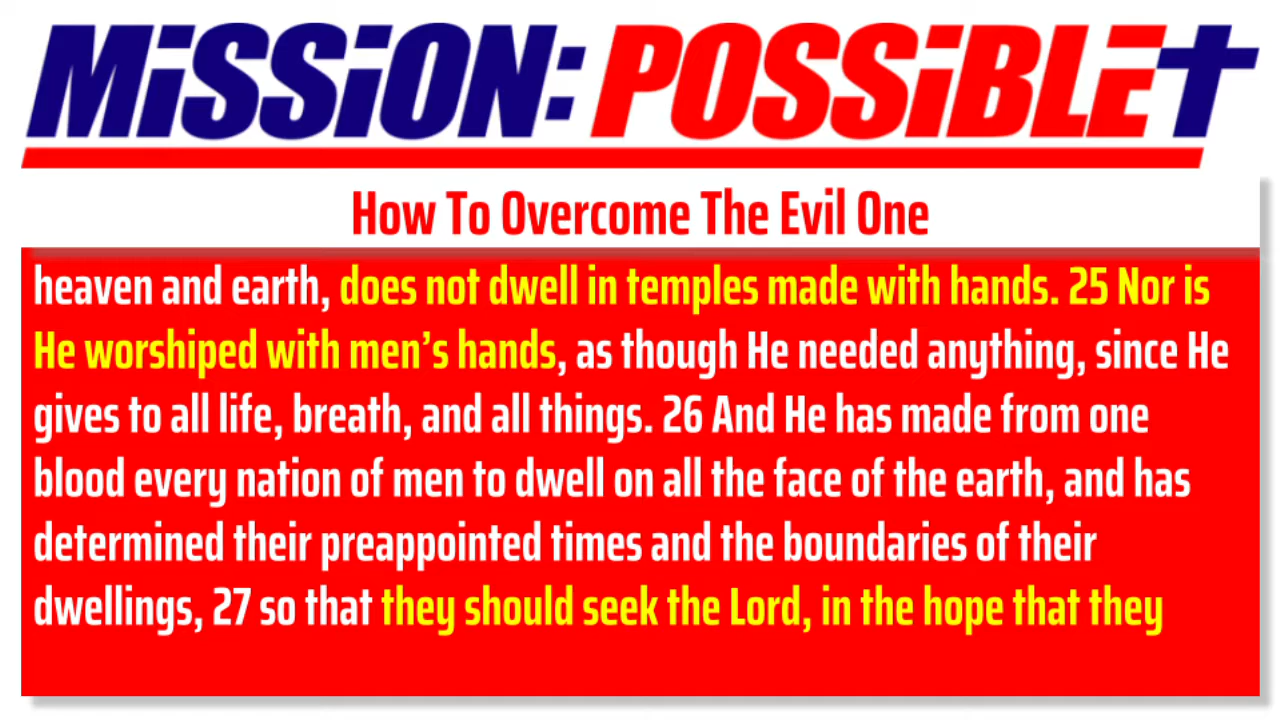 MiSSiON: POSSiBLE
How To Overcome The Evil One
heaven and earth, does not dwell in temples made with hands. 25 Nor is
He worshiped with men’s hands, as though He needed anything, since He
gives to all life, breath, and all things. 26 And He has made from one
blood every nation of men to dwell on all the face of the earth, and has
determined their preappointed times and the boundaries of their
dwellings, 27 so that they should seek the Lord, in the hope that they